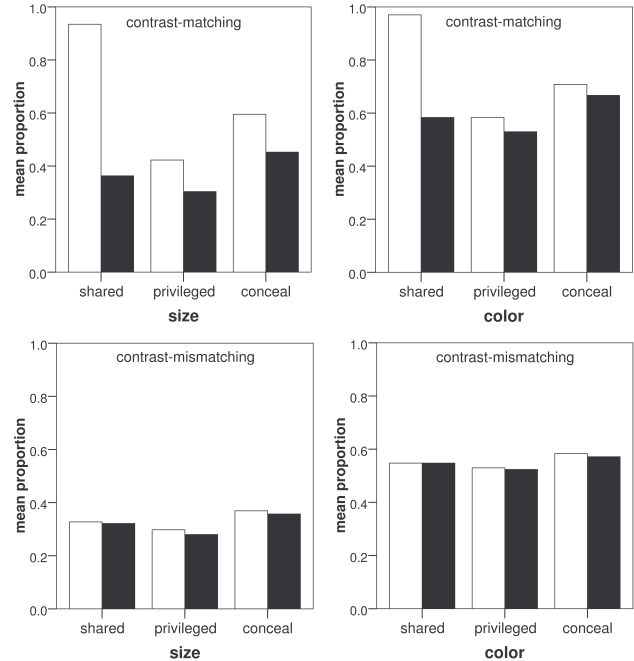 contrast-matching
mean proportion
1.0
0.8
0.6
0.4
0.2
0.0
shared privileged conceal
size
contrast-matching
mean proportion
1.0
0.8
0.6
0.4
0.2
0.0
shared privileged conceal
color
contrast-mismatching
mean proportion
1.0
0.8
0.6
0.4
0.2
0.0
shared privileged conceal
size
contrast-mismatching
mean proportion
1.0
0.8
0.6
0.4
0.2
0.0
shared privileged conceal
color